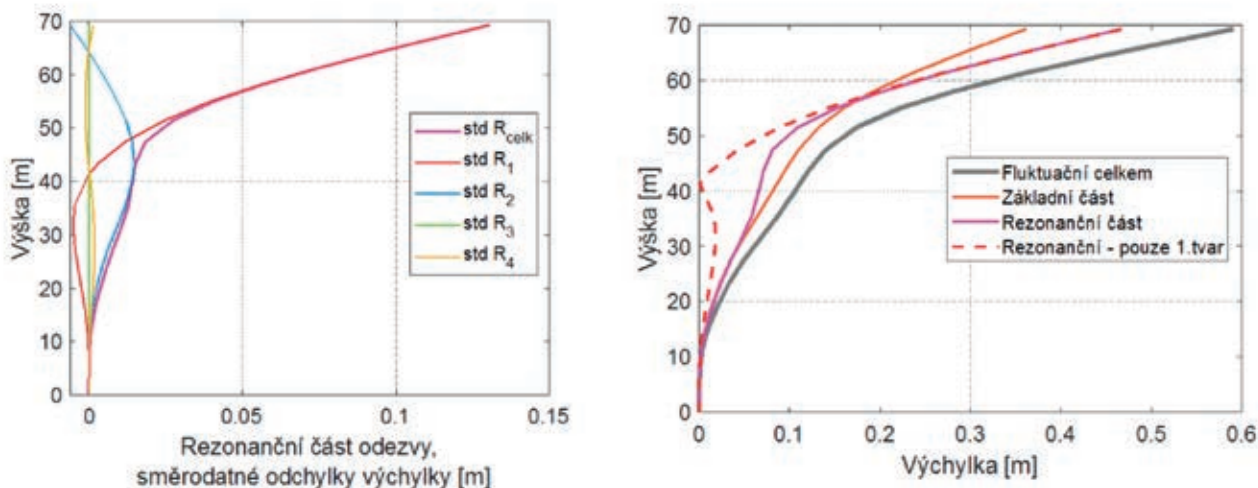 70
60
50
40
30
20
10
0
Výška [m]
std R_celk
std R_1
std R_2
std R_3
std R_4
0
0.05
0.1
0.15
Rezonanční část odezvy,
směrodatné odchylky výchylky [m]
70
60
50
40
30
20
10
0
Výška [m]
Fluktuační celkem
Základní část
Rezonanční část
Rezonanční - pouze 1.tvar
0
0.1
0.2
0.3
0.4
0.5
0.6
Výchylka [m]